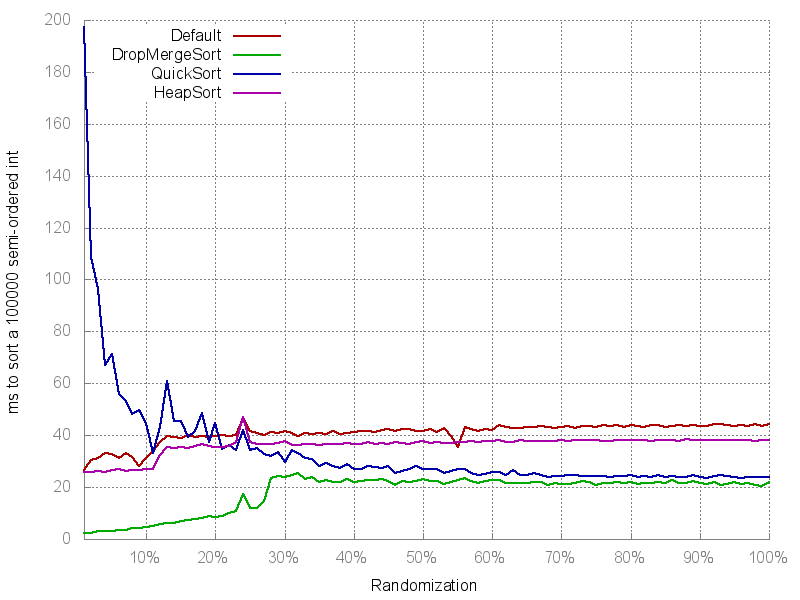 200
180
160
140
120
100
80
60
40
20
0
Default
DropMergeSort
QuickSort
HeapSort
ms to sort a 100000 semi-ordered int
10% 20% 30% 40% 50% 60% 70% 80% 90% 100%
Randomization